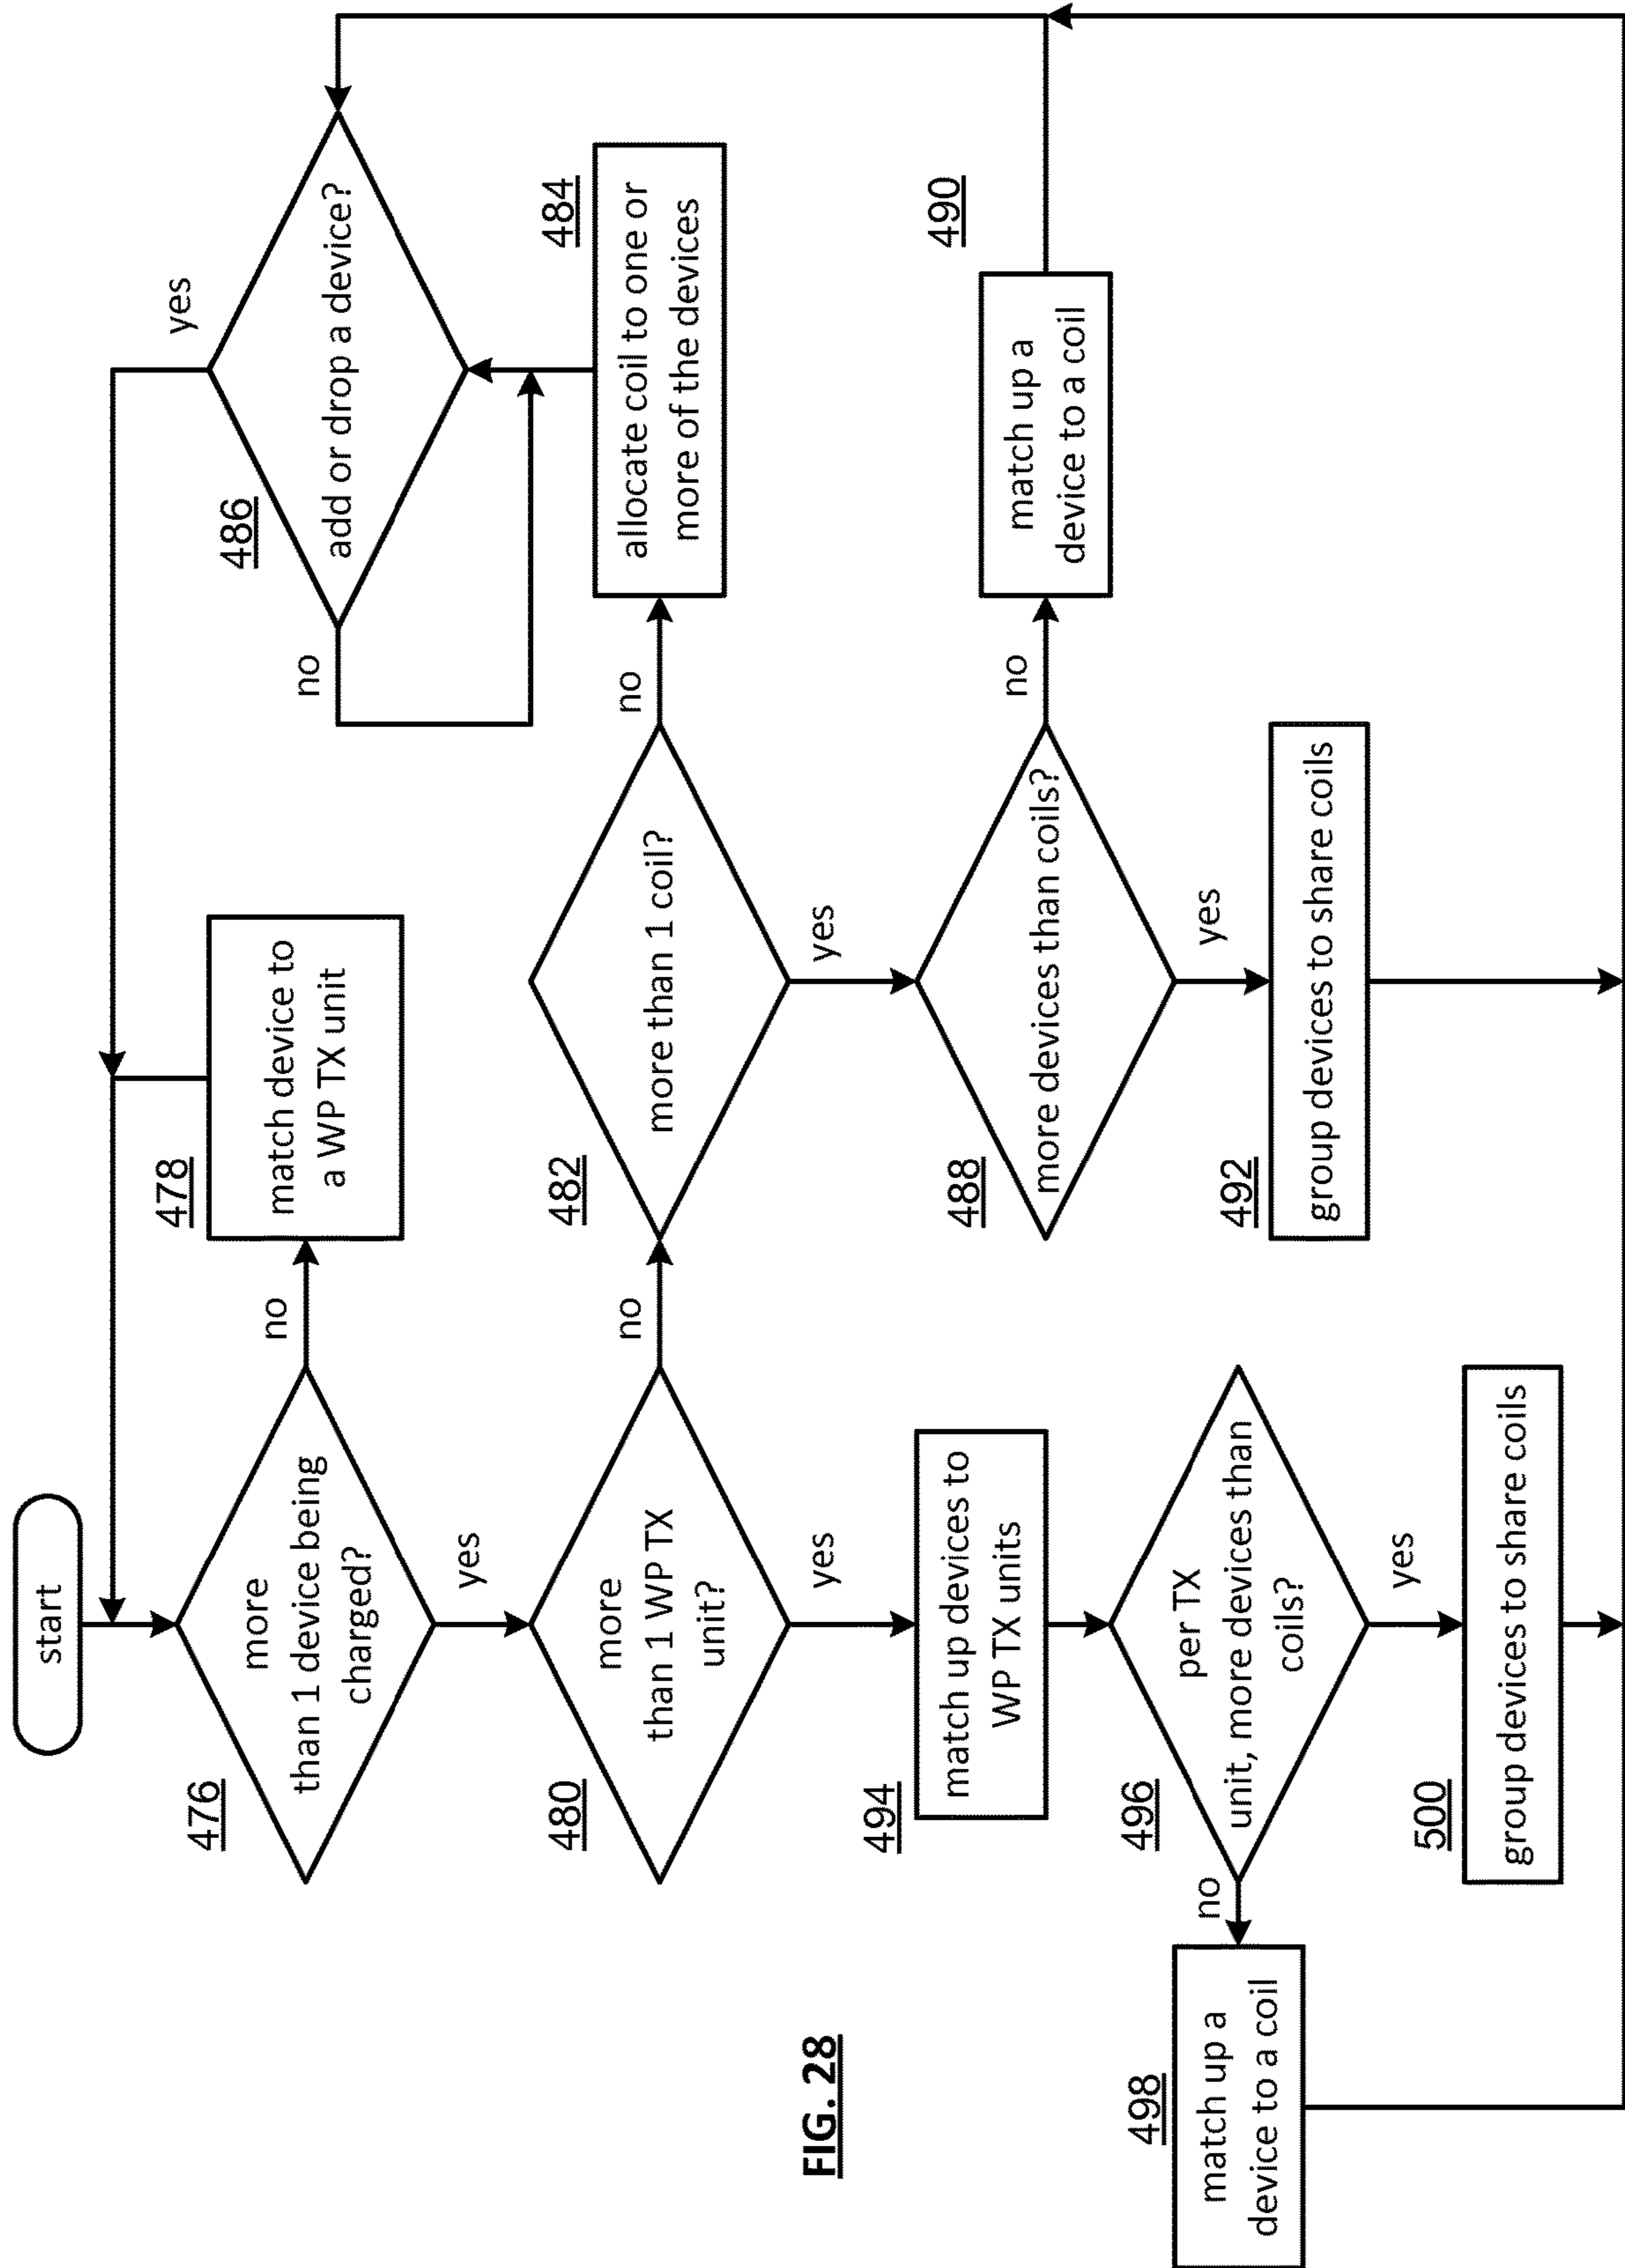 start
476
more
than 1 device being
charged?
no
478
match device to
a WP TX unit
yes
486
add or drop a device?
yes
no
480
more
than 1 WP TX
unit?
no
482
more than 1 coil?
no
484
allocate coil to one or
more of the devices
yes
yes
494
match up devices to
WP TX units
488
more devices than coils?
no
490
match up a
device to a coil
yes
496
per TX
unit, more devices than
coils?
no
498
match up a
device to a coil
yes
492
group devices to share coils
500
group devices to share coils
FIG. 28